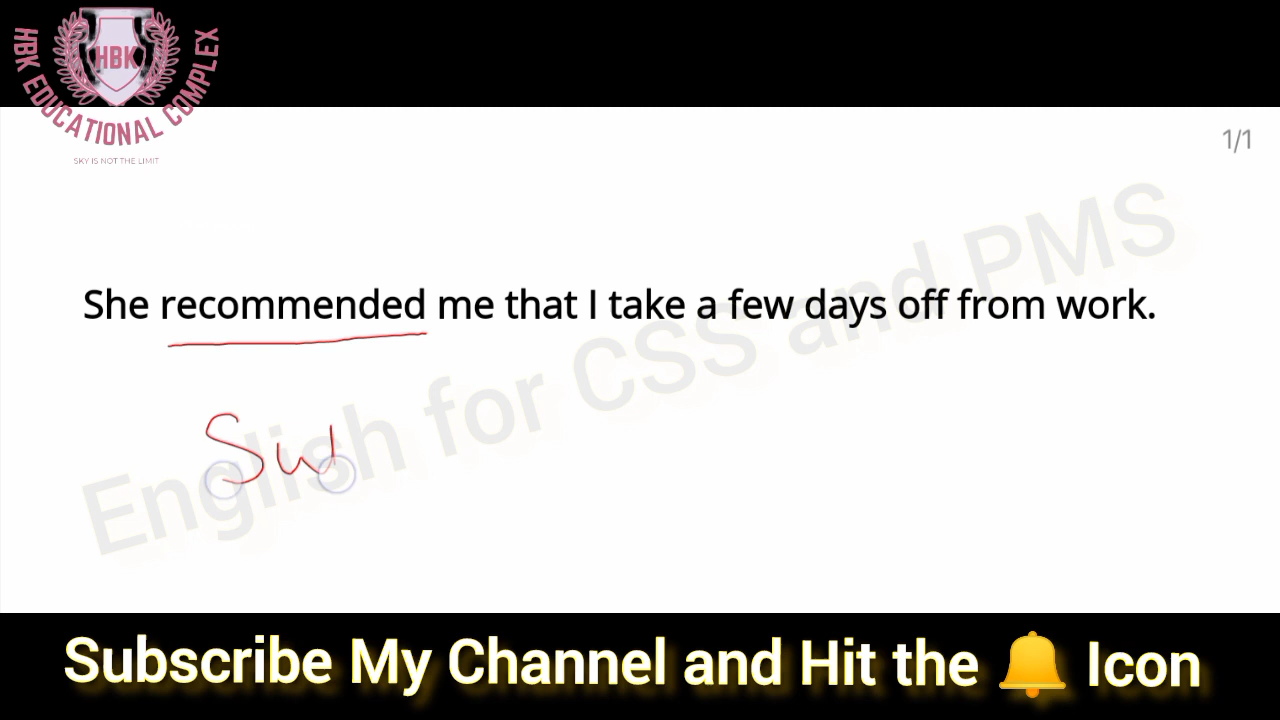 HBK
HBK EDUCATIONAL COMPLEX
SKY IS NOT THE LIMIT
1/1
She recommended me that I take a few days off from work.
English for CSS and PMS
Subscribe My Channel and Hit the 🔔 Icon